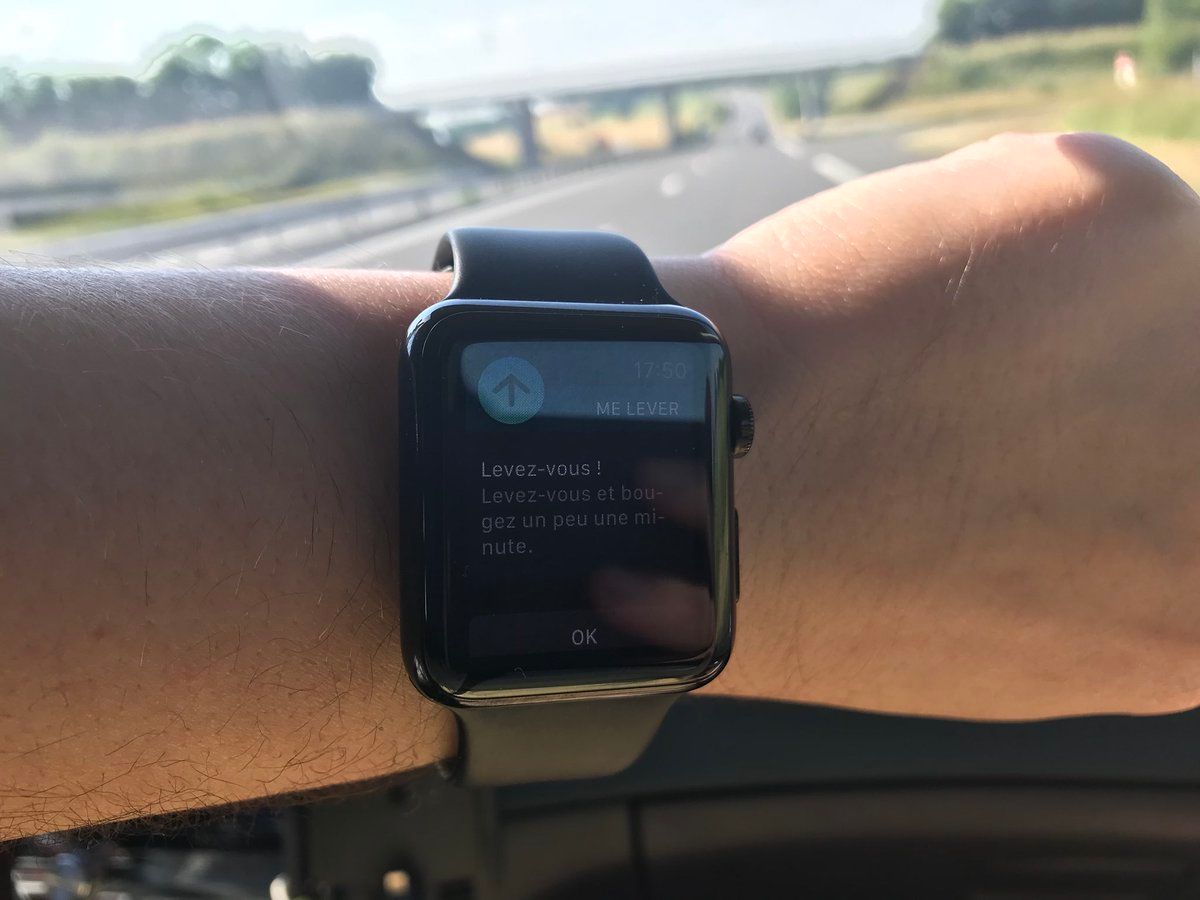 17:50
ME LEVER
Levez-vous !
Levez-vous et bou-
gez un peu une mi-
nute.
OK